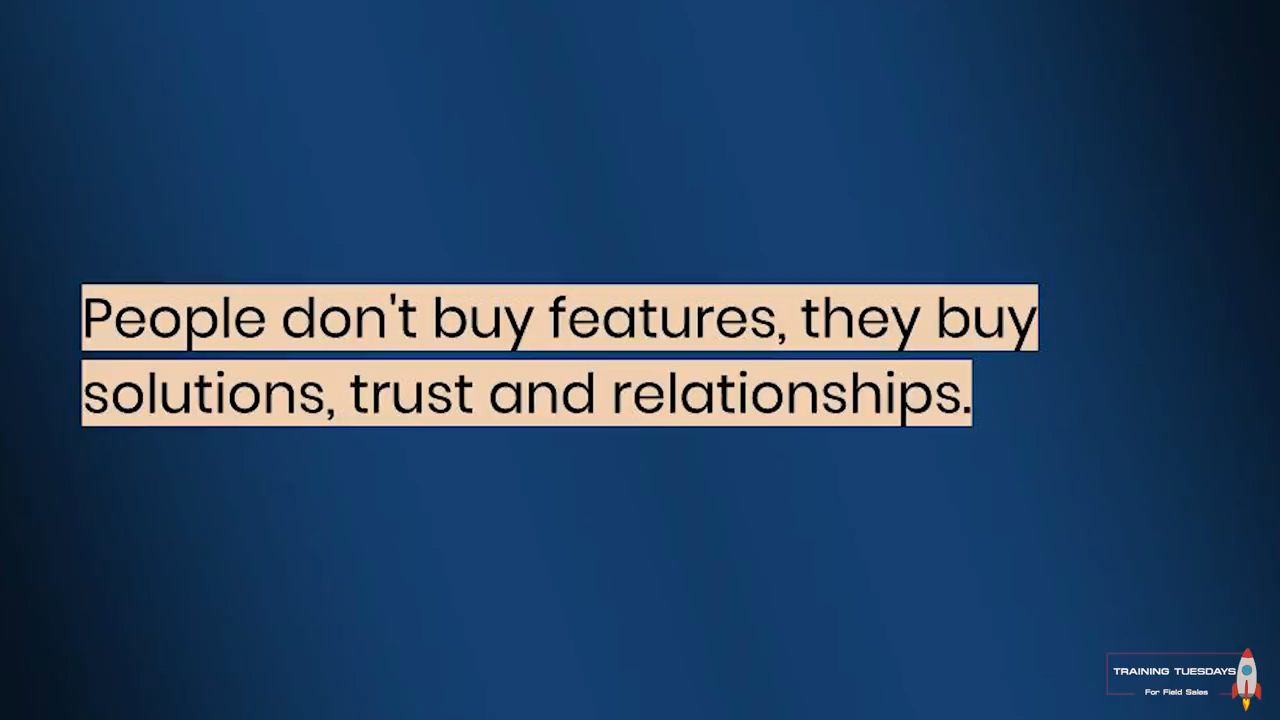 People don't buy features, they buy
solutions, trust and relationships.
TRAINING TUESDAYS
For Field Sales